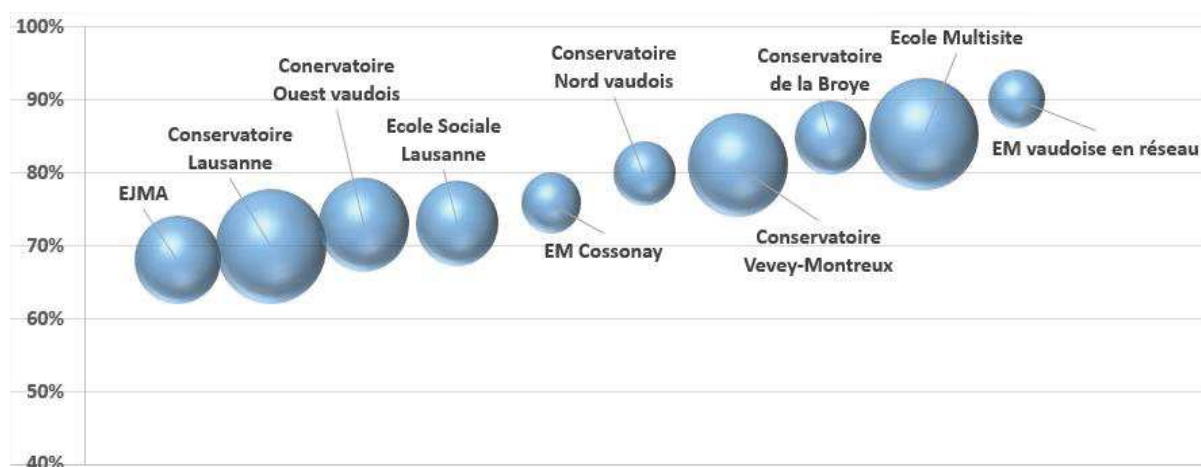 100%
90%
80%
70%
60%
50%
40%
EJMA
Conservatoire
Lausanne
Conervatoire
Ouest vaudois
Ecole Sociale
Lausanne
EM Cossonay
Conservatoire
Nord vaudois
Conservatoire
Vevey-Montreux
Conservatoire
de la Broye
Ecole Multisite
EM vaudoise en réseau